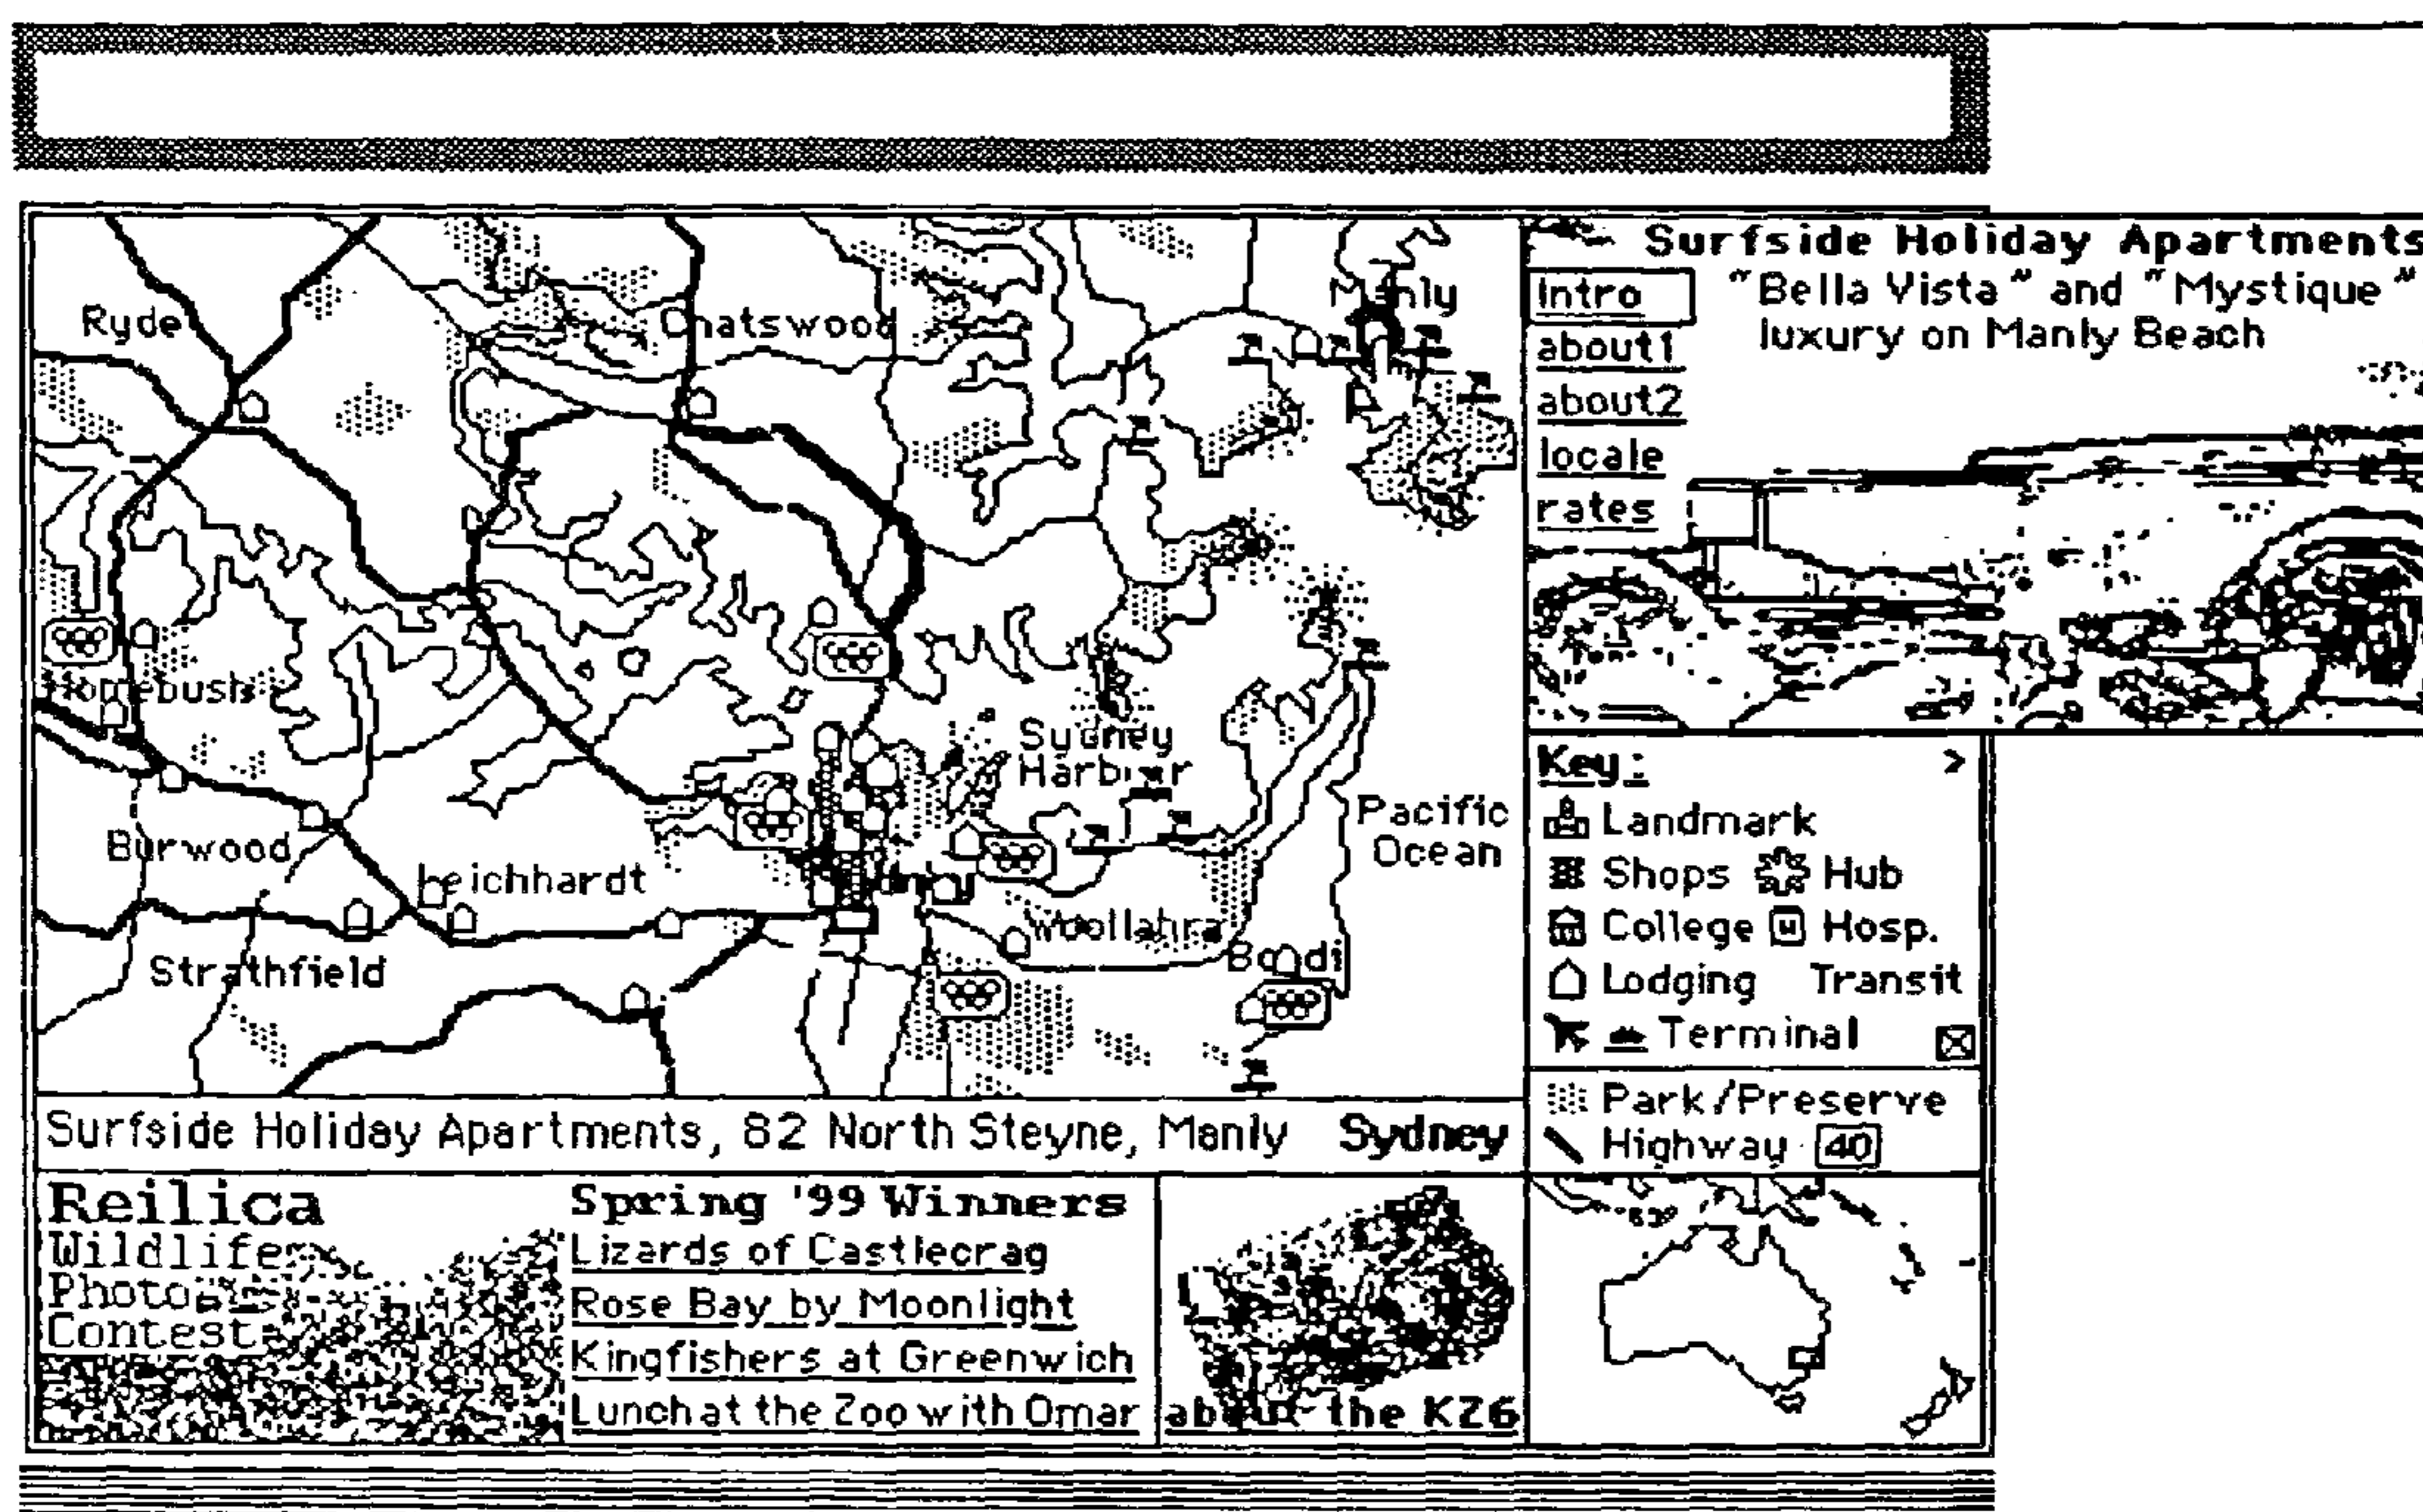 Ryde
Chatswood
Manly
Homebush
Sydney
Harbour
Pacific
Ocean
Burwood
Leichhardt
Woollahra
Strathfield
Bondi
Surfside Holiday Apartments, 82 North Steyne, Manly Sydney
Surfside Holiday Apartments
"Bella Vista" and "Mystique"
luxury on Manly Beach
Intro
about1
about2
locale
rates
Key: >
Landmark
Shops Hub
College H Hosp.
Lodging Transit
Terminal
Park/Preserve
Highway 40
Reilica
Wildlife
Photo
Contest
Spring '99 Winners
Lizards of Castlecrag
Rose Bay by Moonlight
Kingfishers at Greenwich
Lunch at the Zoo with Omar
about the KZ6